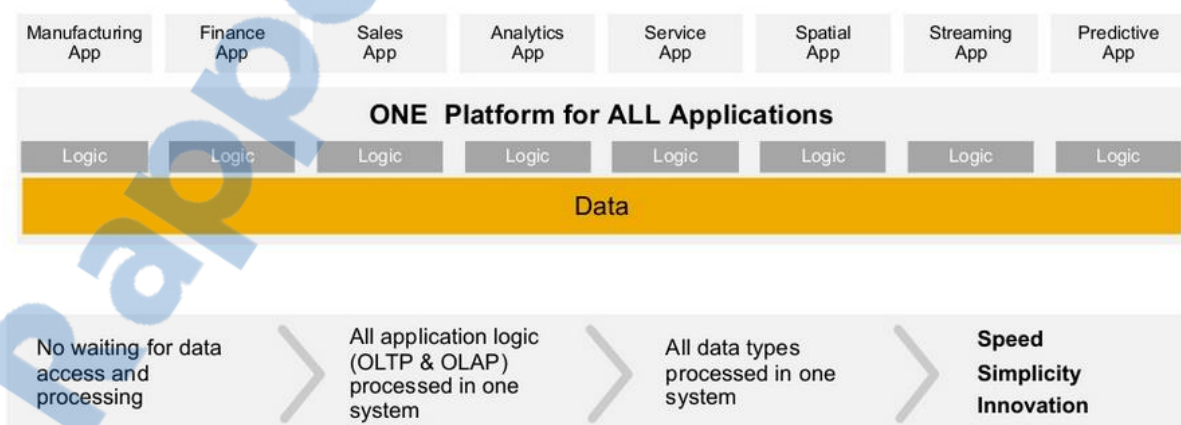 Manufacturing App
Finance App
Sales App
Analytics App
Service App
Spatial App
Streaming App
Predictive App
ONE Platform for ALL Applications
Logic Logic Logic Logic Logic Logic Logic Logic
Data
No waiting for data
access and
processing
All application logic
(OLTP & OLAP)
processed in one
system
All data types
processed in one
system
Speed
Simplicity
Innovation